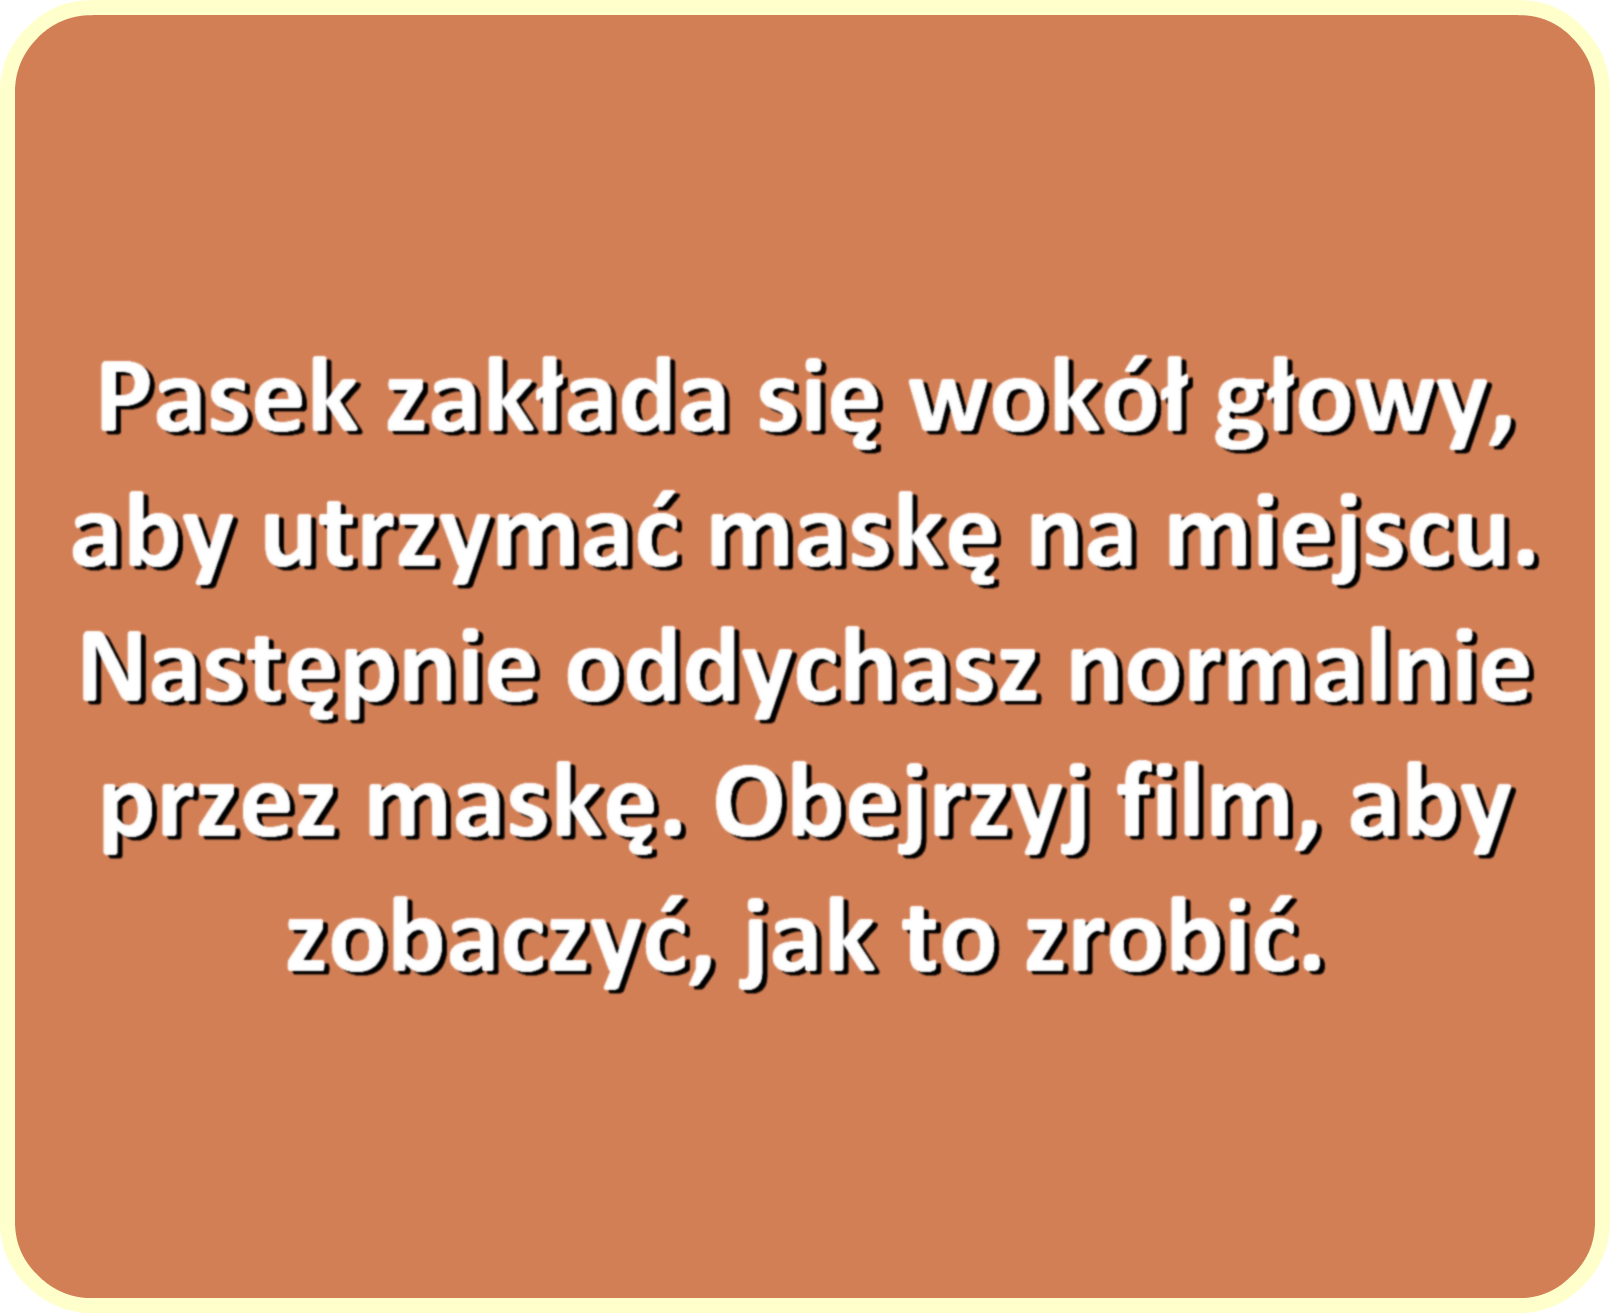 Pasek zakłada się wokół głowy,
aby utrzymać maskę na miejscu.
Następnie oddychasz normalnie
przez maskę. Obejrzyj film, aby
zobaczyć, jak to zrobić.